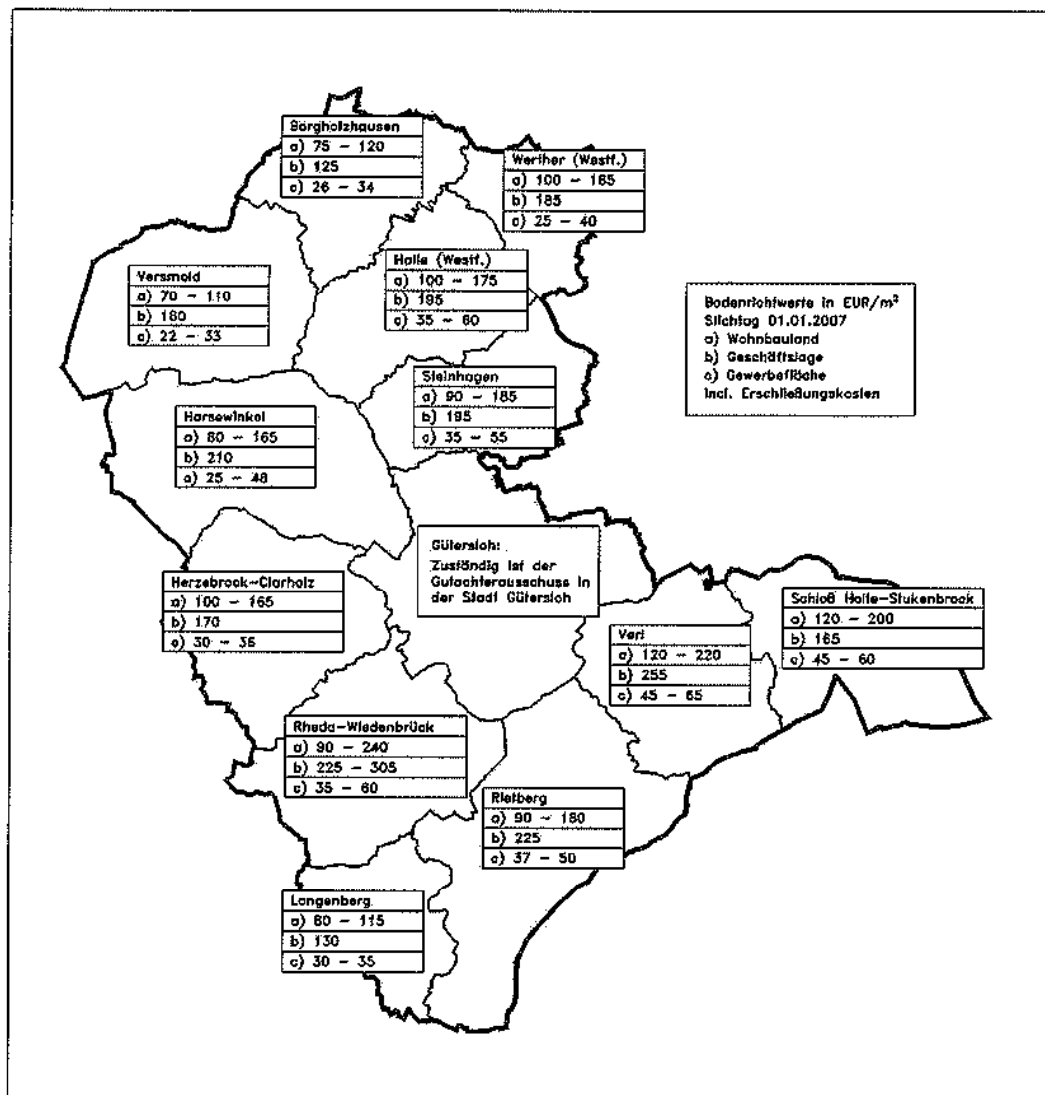 Borgholzhausen
a) 75 – 120
b) 125
c) 26 – 34
Werther (Westf.)
a) 100 – 165
b) 185
c) 25 – 40
Versmold
a) 70 – 110
b) 180
c) 22 – 33
Halle (Westf.)
a) 100 – 175
b) 195
c) 35 – 60
Bodenrichtwerte in EUR/m²
Stichtag 01.01.2007
a) Wohnbauland
b) Geschäftslage
c) Gewerbefläche
incl. Erschließungskosten
Steinhagen
a) 90 – 185
b) 195
c) 35 – 55
Harsewinkel
a) 80 – 165
b) 210
c) 25 – 48
Gütersloh:
Zuständig ist der
Gutachterausschuss in
der Stadt Gütersloh
Herzebrock-Clarholz
a) 100 – 165
b) 170
c) 30 – 36
Schloß Holte-Stukenbrock
a) 120 – 200
b) 165
c) 45 – 60
Verl
a) 120 – 220
b) 255
c) 45 – 65
Rheda-Wiedenbrück
a) 90 – 240
b) 225 – 305
c) 35 – 60
Rietberg
a) 90 – 180
b) 225
c) 37 – 50
Langenberg
a) 80 – 115
b) 130
c) 30 – 35